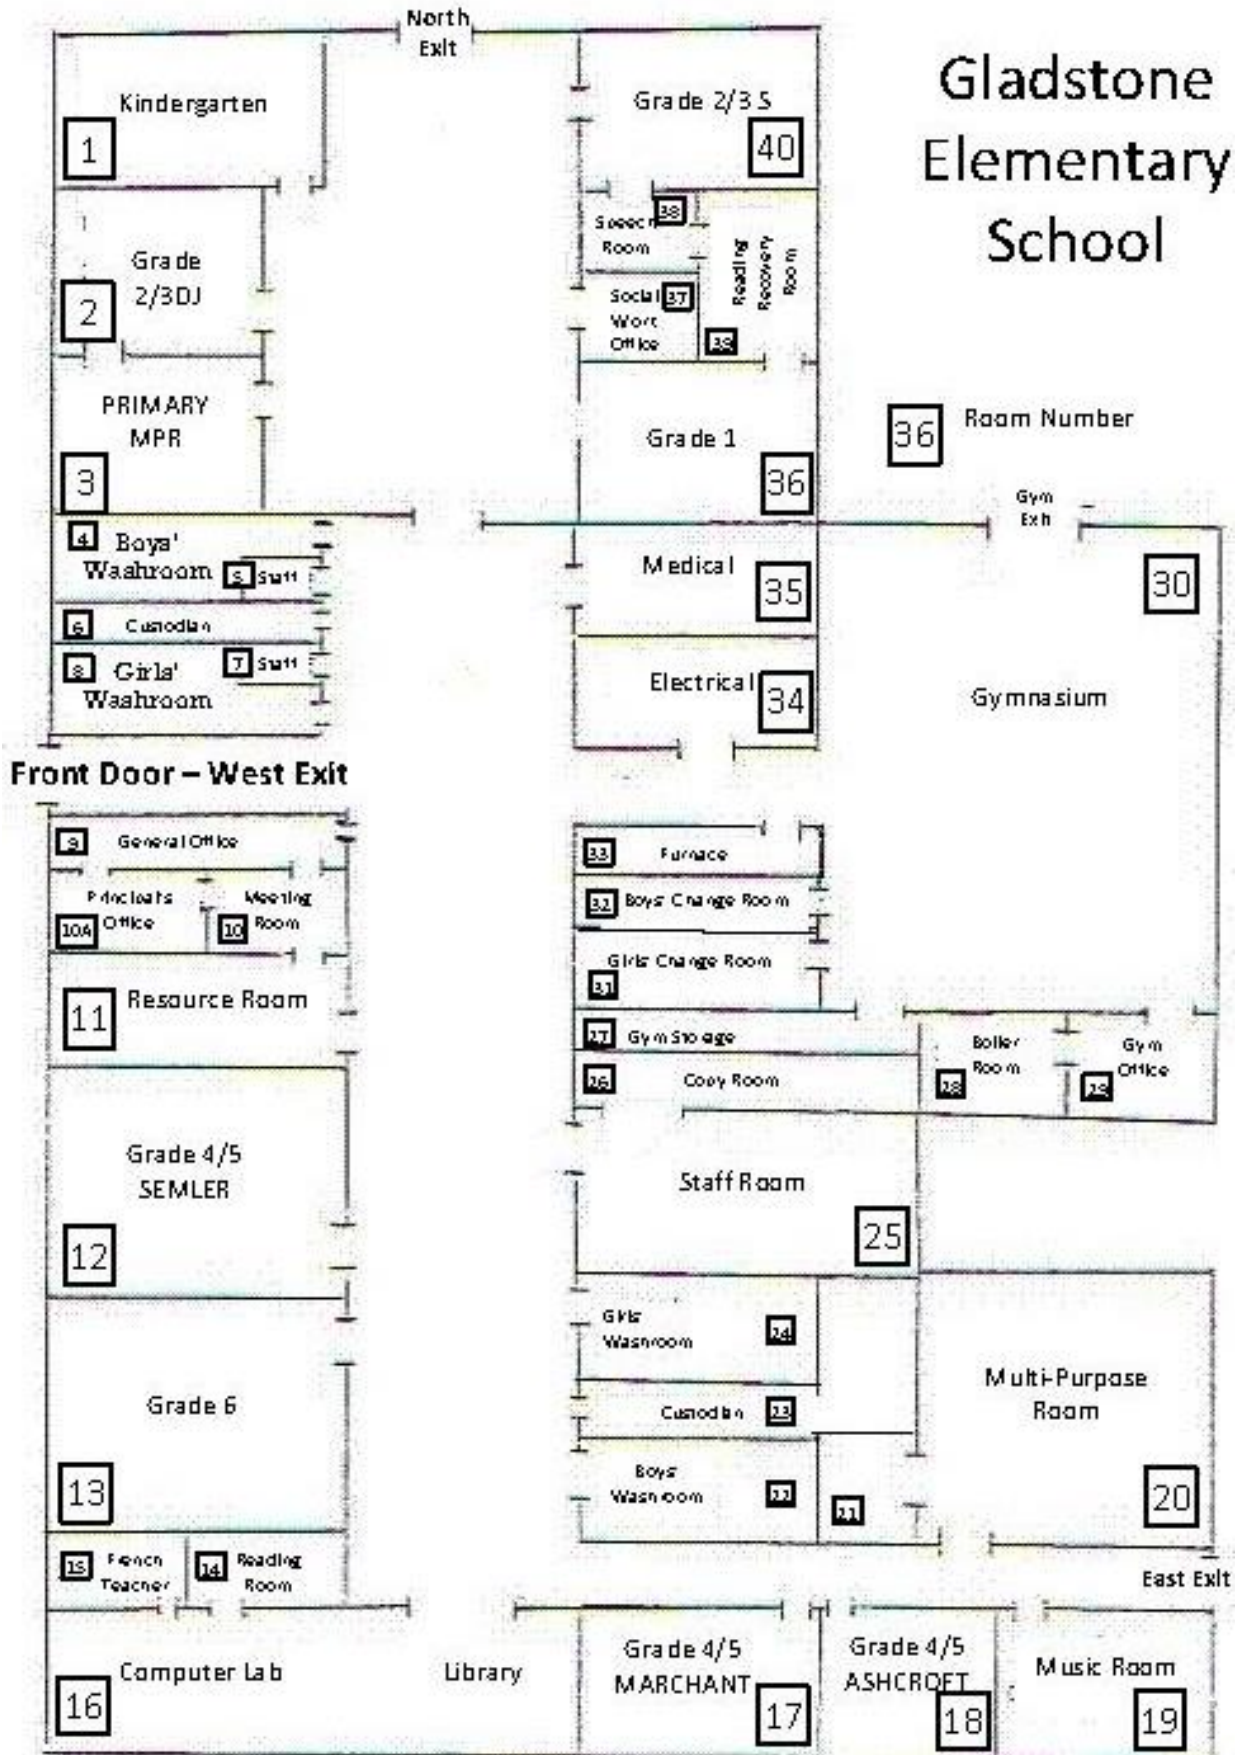 North
Exit
Gladstone
Elementary
School
Kindergarten
1
Grade 2/3 S
40
Grade
2/3DJ
2
38
Speech
Room
Reading
Recovery
Room
Social
Wort
Office
37
39
PRIMARY
MPR
3
Grade 1
36
36
Room Number
Gym
Exit
4
Boys'
Washroom
5
Staff
6
Custodian
7
Staff
8
Girls'
Washroom
Medical
35
30
Electrical
34
Gymnasium
Front Door – West Exit
9
General Office
Principal's
Office
10A
Meeting
Room
10
33
Furnace
32
Boys' Change Room
Girls' Change Room
31
11
Resource Room
27
Gym Storage
26
Copy Room
Boiler
Room
28
Gym
Office
29
Grade 4/5
SEMLER
12
Staff Room
25
Girls
Washroom
24
Custodian
23
Boys
Washroom
22
21
Multi-Purpose
Room
20
Grade 6
13
15
French
Teacher
14
Reading
Room
East Exit
Computer Lab
16
Library
Grade 4/5
MARCHANT
17
Grade 4/5
ASHCROFT
18
Music Room
19